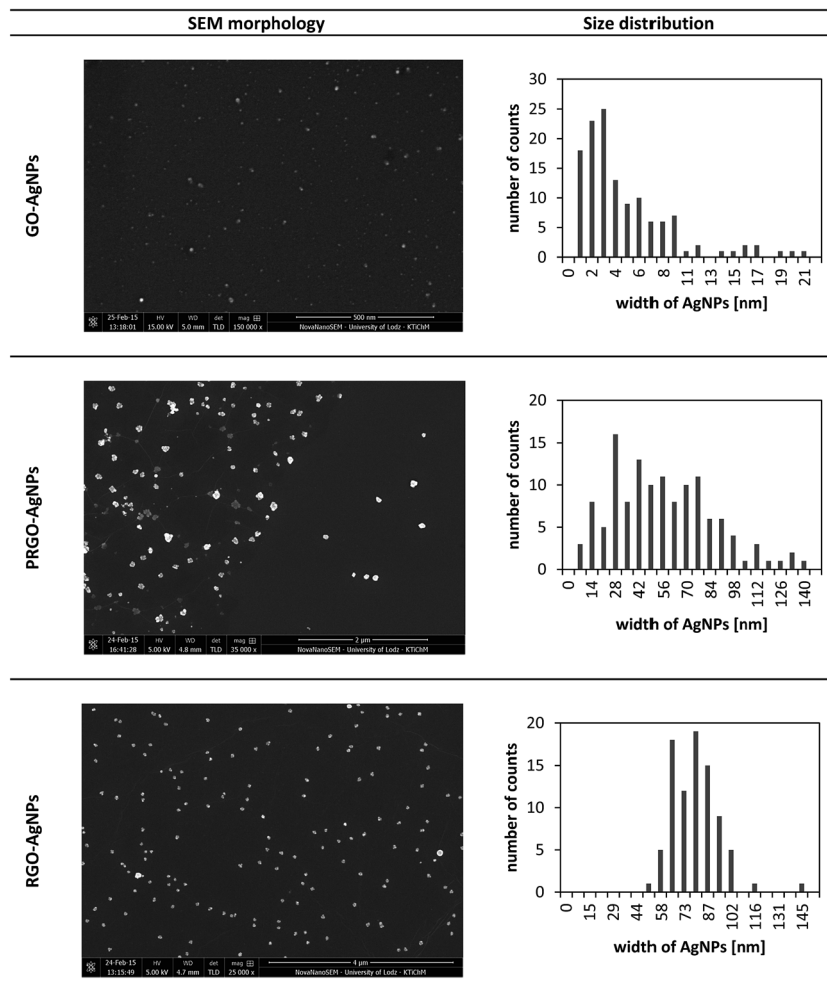 SEM morphology Size distribution
GO-AgNPs
25-Feb-15 HV WD det mag 500 nm
13:18:01 15.00 kV 5.0 mm TLD 150 000 x NovaNanoSEM - University of Lodz - KTiChM
number of counts
30
25
20
15
10
5
0
0 2 4 6 8 11 13 15 17 19 21
width of AgNPs [nm]
PRGO-AgNPs
24-Feb-15 HV WD det mag 2 µm
16:41:28 5.00 kV 4.8 mm TLD 35 000 x NovaNanoSEM - University of Lodz - KTiChM
number of counts
20
15
10
5
0
0 14 28 42 56 70 84 98 112 126 140
width of AgNPs [nm]
RGO-AgNPs
24-Feb-15 HV WD det mag 4 µm
13:15:49 5.00 kV 4.7 mm TLD 25 000 x NovaNanoSEM - University of Lodz - KTiChM
number of counts
20
15
10
5
0
0 15 29 44 58 73 87 102 116 131 145
width of AgNPs [nm]